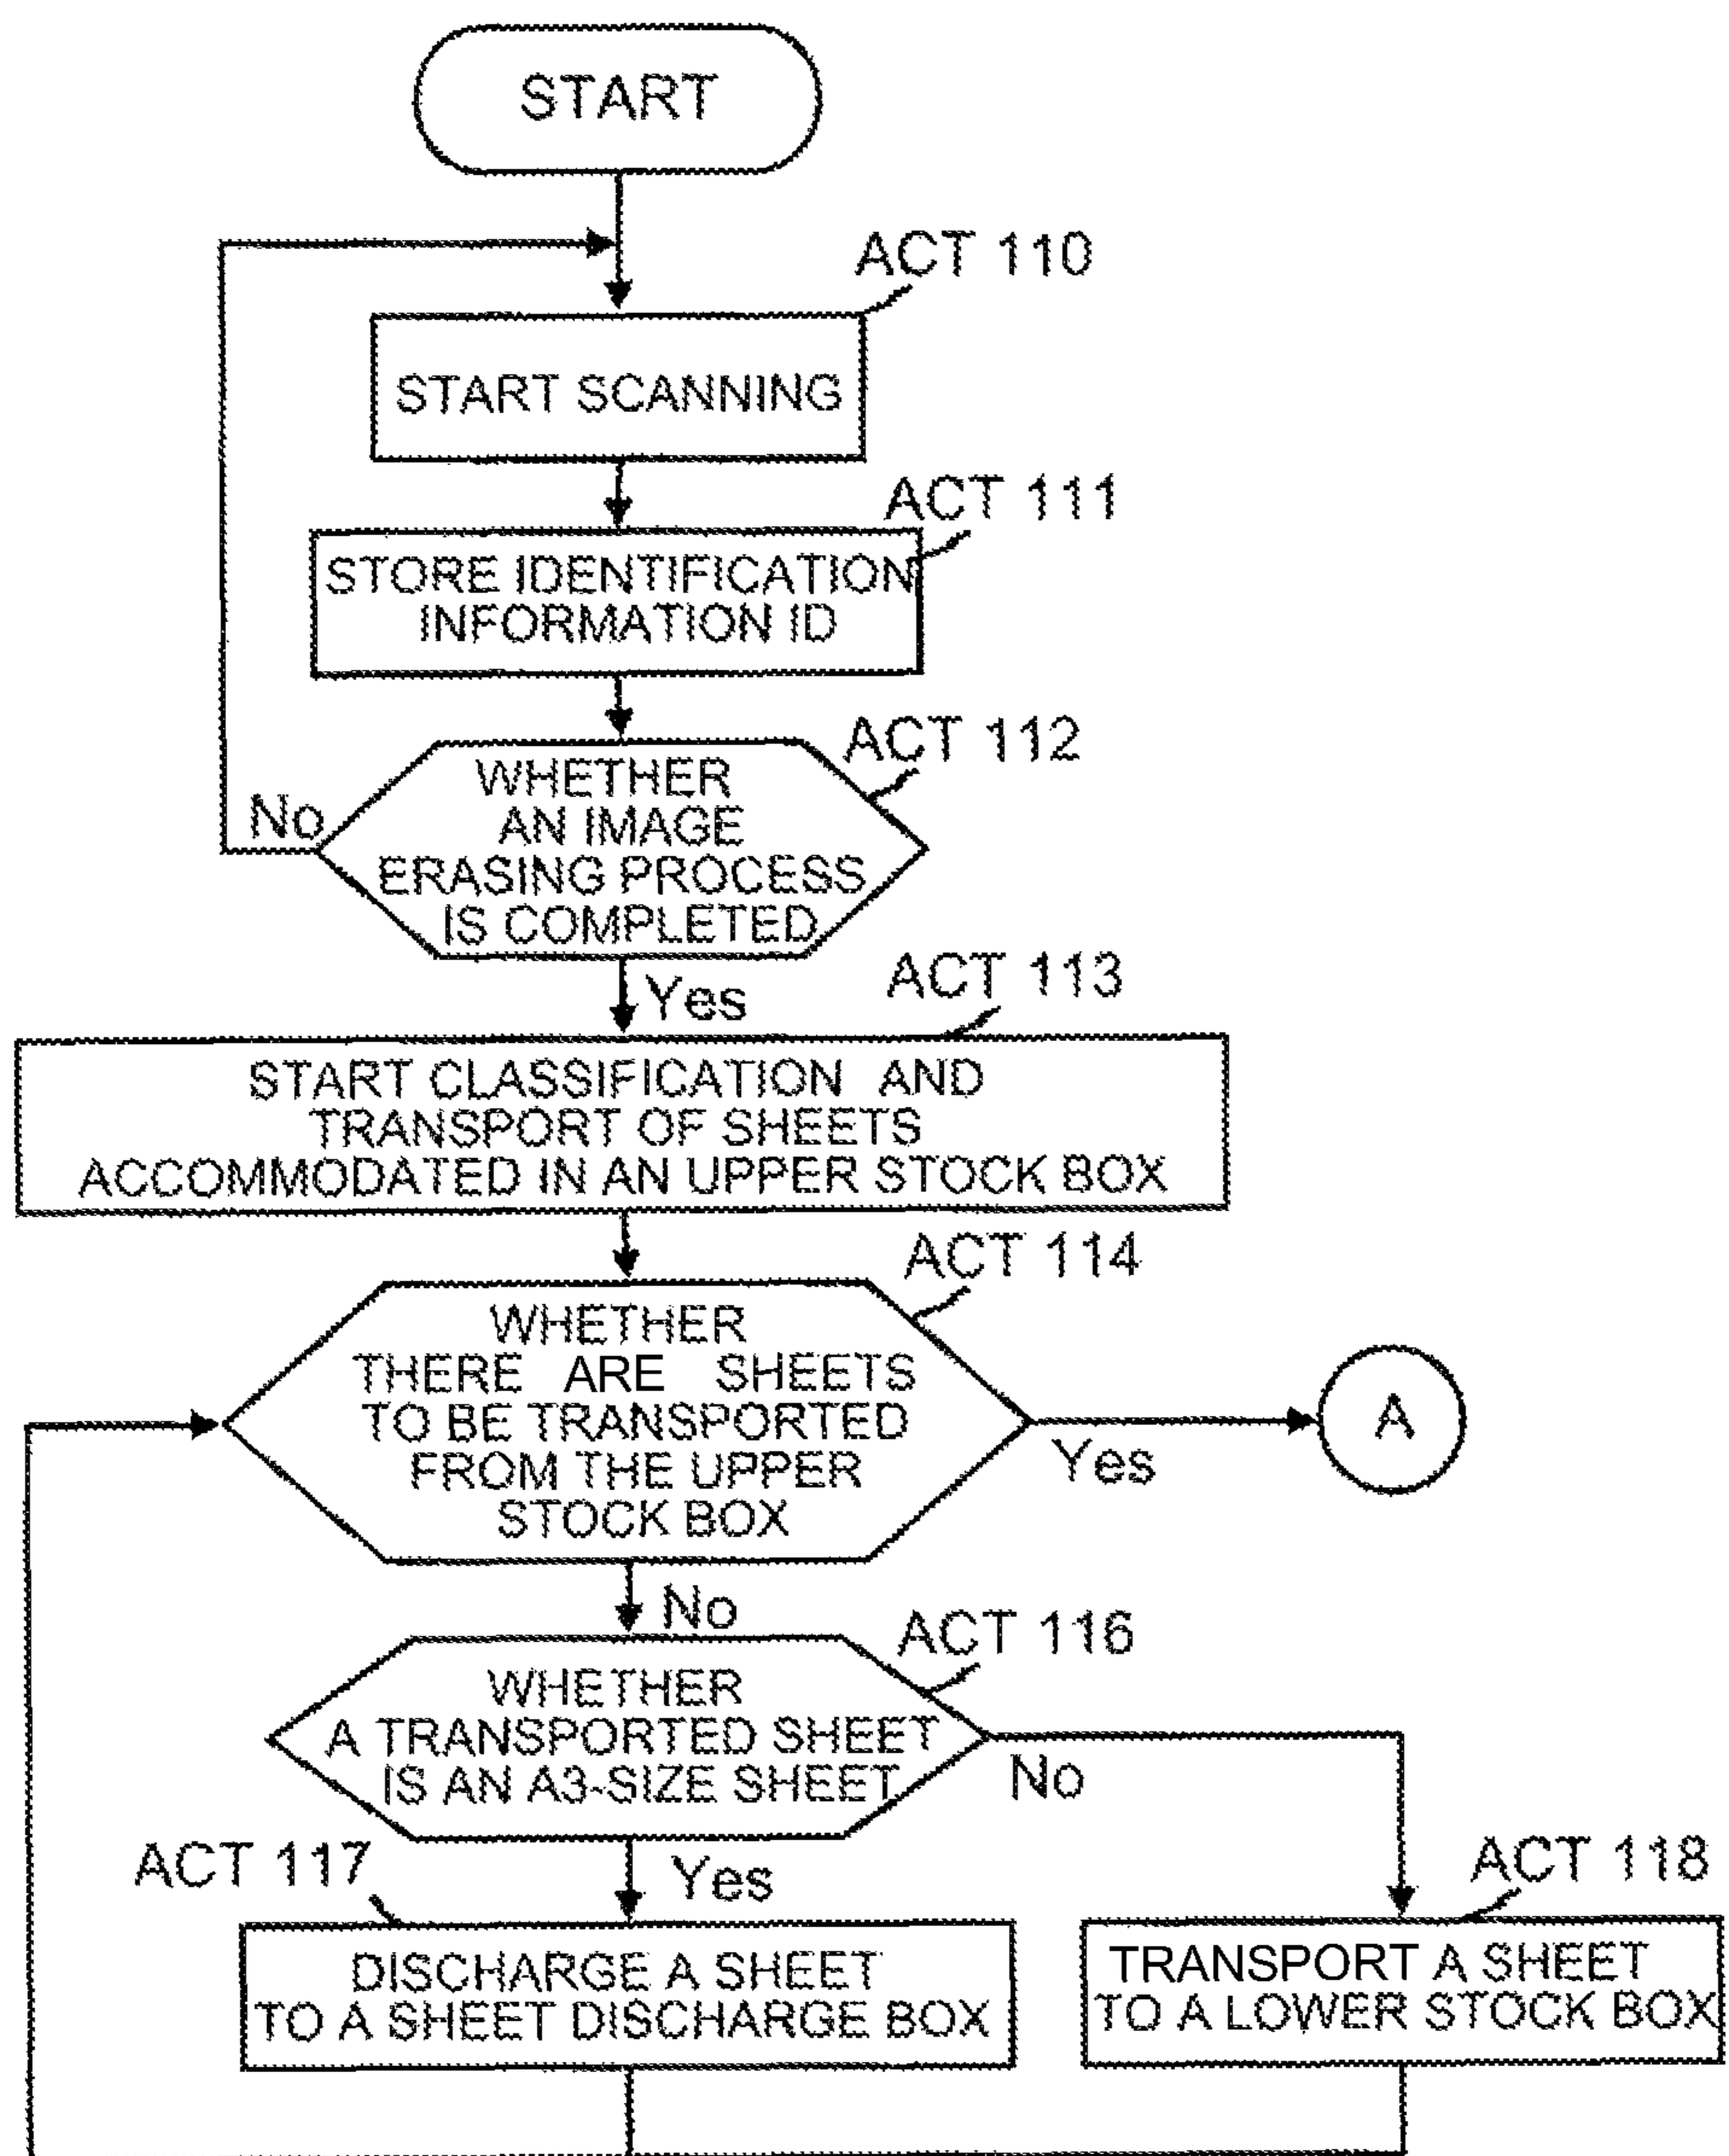 START
ACT 110
START SCANNING
ACT 111
STORE IDENTIFICATION
INFORMATION ID
ACT 112
WHETHER
AN IMAGE
ERASING PROCESS
IS COMPLETED
No
Yes
ACT 113
START CLASSIFICATION AND
TRANSPORT OF SHEETS
ACCOMMODATED IN AN UPPER STOCK BOX
ACT 114
WHETHER
THERE ARE SHEETS
TO BE TRANSPORTED
FROM THE UPPER
STOCK BOX
Yes
A
No
ACT 116
WHETHER
A TRANSPORTED SHEET
IS AN A3-SIZE SHEET
No
ACT 117
Yes
ACT 118
DISCHARGE A SHEET
TO A SHEET DISCHARGE BOX
TRANSPORT A SHEET
TO A LOWER STOCK BOX